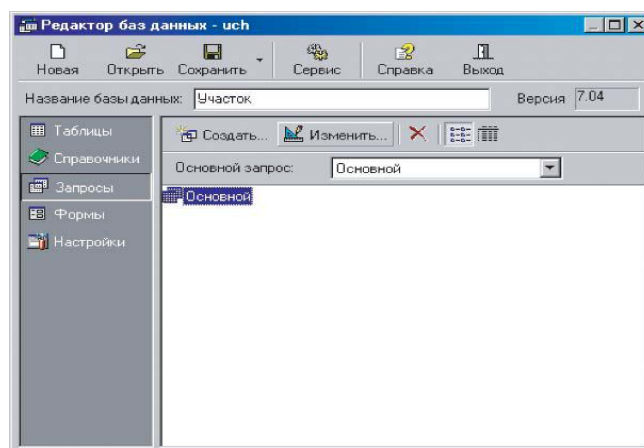 Редактор баз данных - uch
Новая Открыть Сохранить Сервис Справка Выход
Название базы данных: Участок Версия 7.04
Таблицы
Справочники
Запросы
Формы
Настройки
Создать... Изменить...
Основной запрос: Основной
Основной